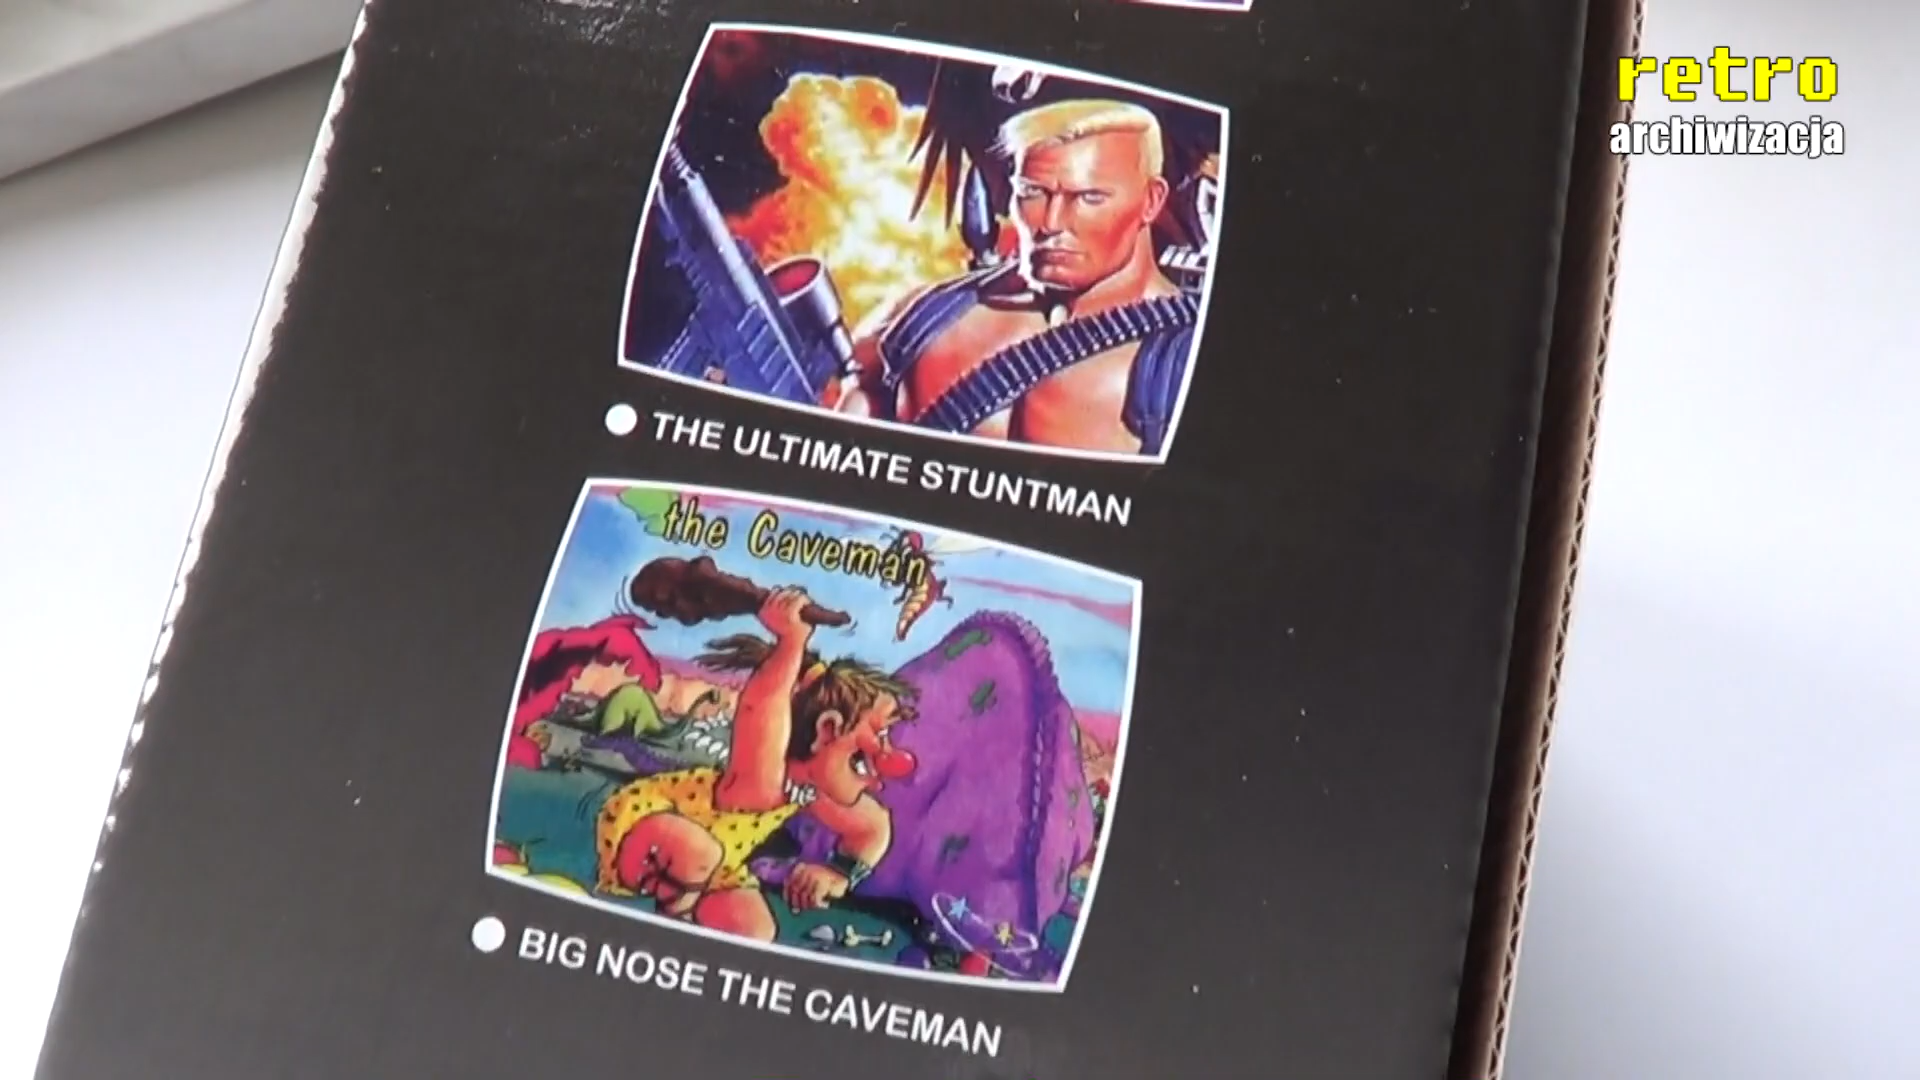 retro
archiwizacja
THE ULTIMATE STUNTMAN
the Caveman
BIG NOSE THE CAVEMAN